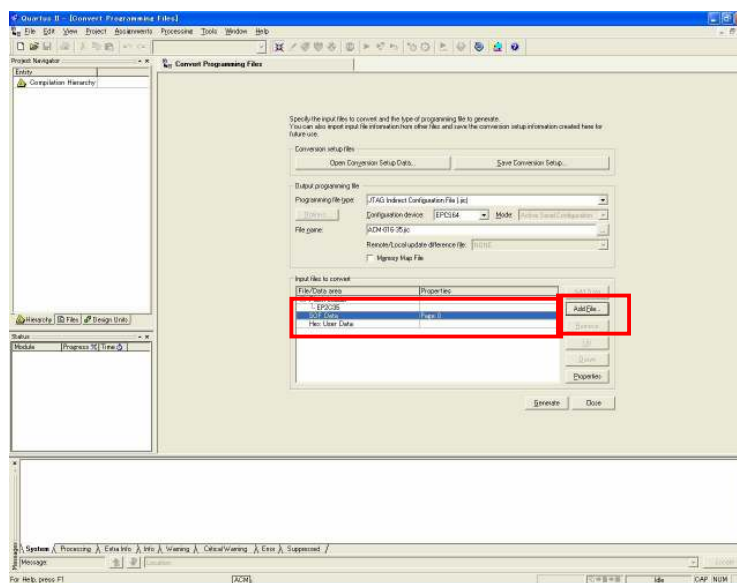 Quartus II - [Convert Programming Files]
File Edit View Project Assignments Processing Tools Window Help
Project Navigator
Entity
Compilation Hierarchy
Hierarchy Files Design Units
Status
Module Progress % Time
Convert Programming Files
Specify the input files to convert and the type of programming file to generate.
You can also import input file information from other files and save the conversion setup information created here for
future use.
Conversion setup files
Open Conversion Setup Data...
Save Conversion Setup...
Output programming file
Programming file type: JTAG Indirect Configuration File (.jic)
Options... Configuration device: EPCS64 Mode: Active Serial Configuration
File name: ACM-016-35.jic
Remote/Local update difference file: NONE
Memory Map File
Input files to convert
File/Data area Properties
Flash Loader
EP2C35
SOF Data Page_0
Hex User Data
Add File...
Remove
Up
Down
Properties
Generate Close
System Processing Extra Info Info Warning Critical Warning Error Suppressed
Messages
Message:
Location:
Locate
For Help, press F1
Idle
CAP NUM